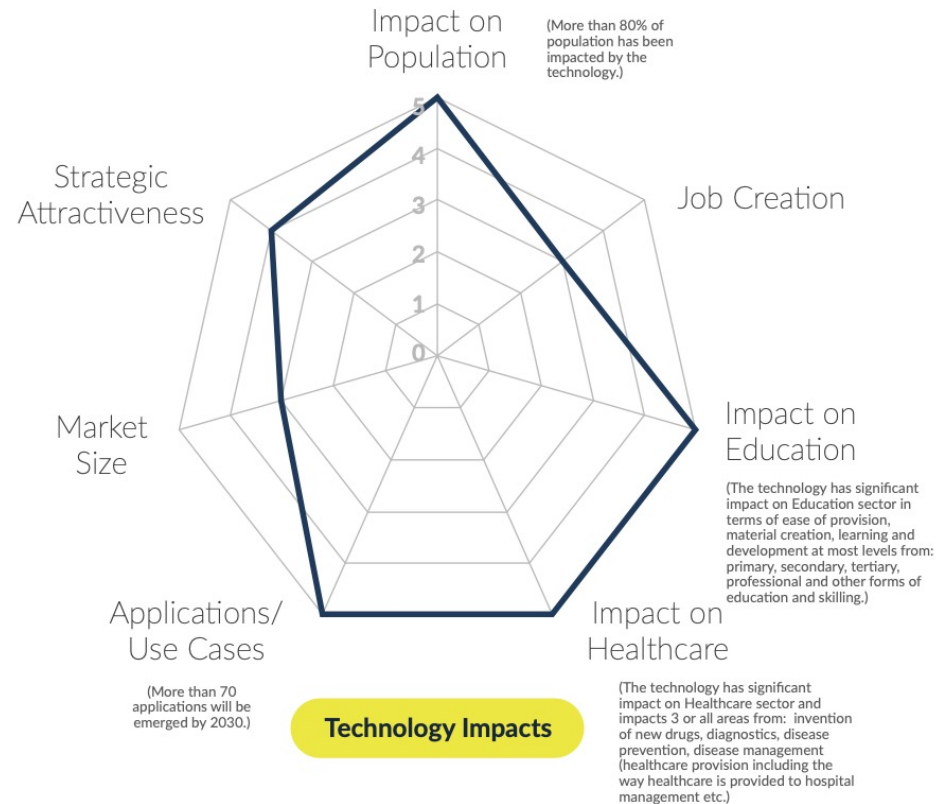 Impact on
Population
(More than 80% of
population has been
impacted by the
technology.)
5
4
3
2
1
0
Strategic
Attractiveness
Job Creation
Market
Size
Impact on
Education
(The technology has significant
impact on Education sector in
terms of ease of provision,
material creation, learning and
development at most levels from:
primary, secondary, tertiary,
professional and other forms of
education and skilling.)
Applications/
Use Cases
(More than 70
applications will be
emerged by 2030.)
Impact on
Healthcare
(The technology has significant
impact on Healthcare sector and
impacts 3 or all areas from: invention
of new drugs, diagnostics, disease
prevention, disease management
(healthcare provision including the
way healthcare is provided to hospital
management etc.)
Technology Impacts